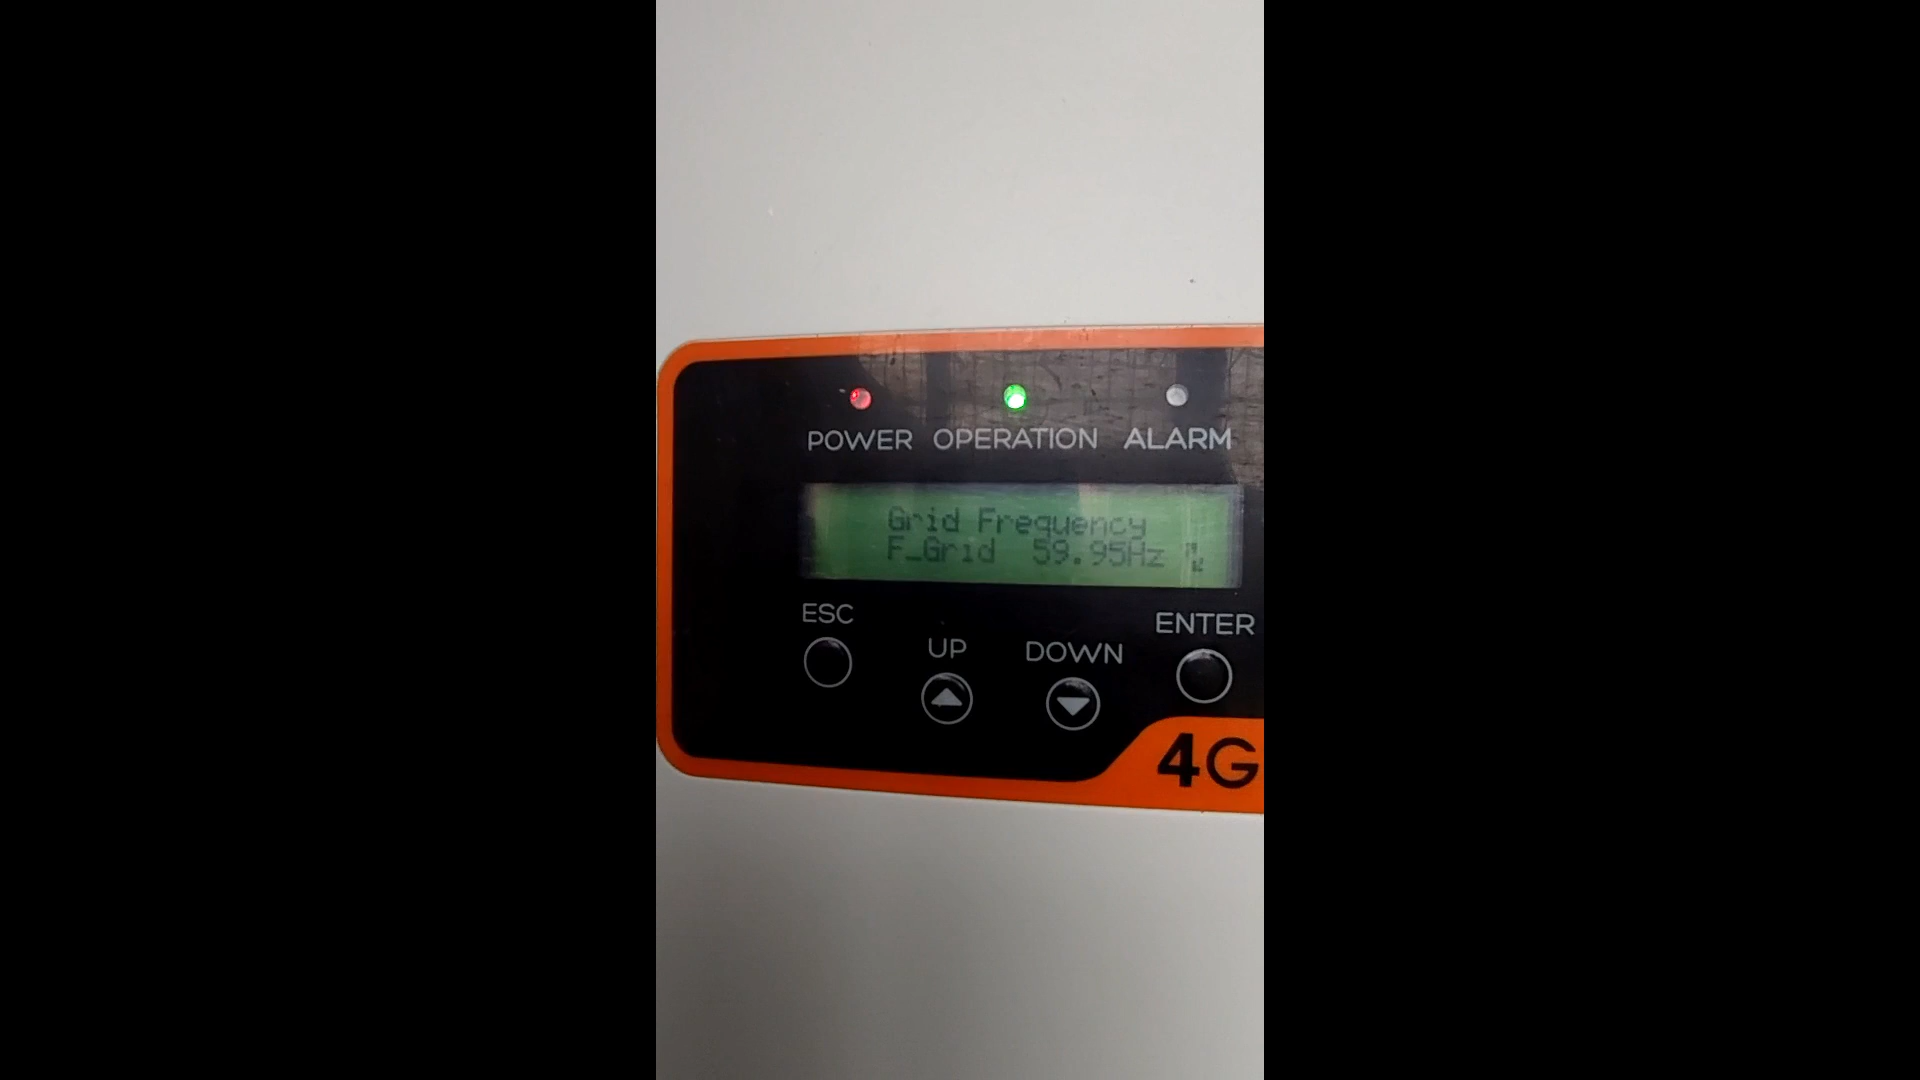 POWER OPERATION ALARM
Grid Frequency
F_Grid 59.95Hz
ESC UP DOWN ENTER
4G